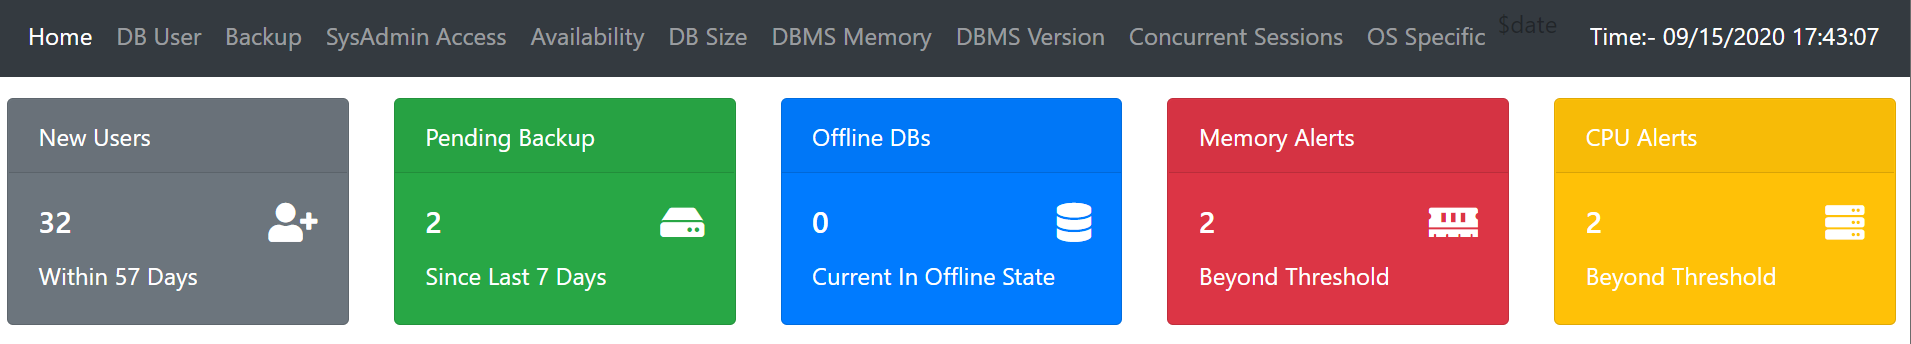 Home DB User Backup SysAdmin Access Availability DB Size DBMS Memory DBMS Version Concurrent Sessions OS Specific $date Time:- 09/15/2020 17:43:07
New Users
32
Within 57 Days
Pending Backup
2
Since Last 7 Days
Offline DBs
0
Current In Offline State
Memory Alerts
2
Beyond Threshold
CPU Alerts
2
Beyond Threshold